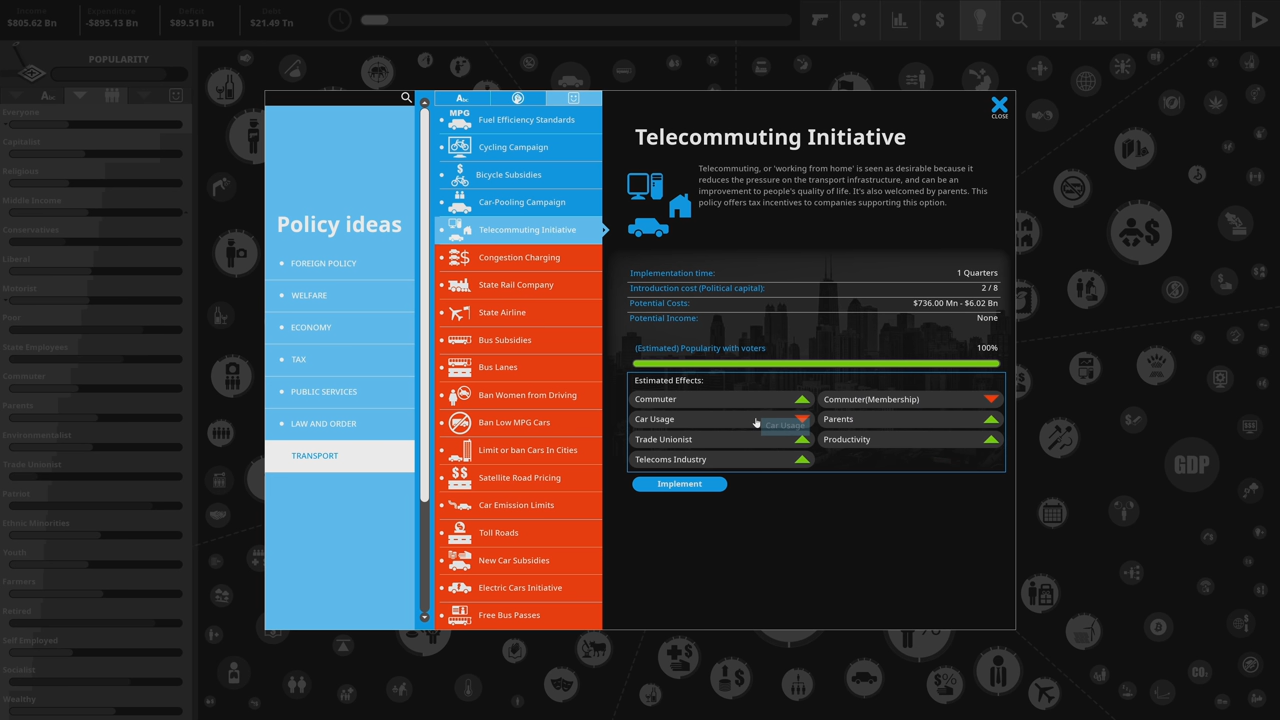 Income
Expenditure
Deficit
Debt
$805.62 Bn
-$895.13 Bn
$89.51 Bn
$21.49 Tn
POPULARITY
Abc
Everyone
Capitalist
Religious
Middle Income
Conservatives
Liberal
Motorist
Poor
State Employees
Commuter
Parents
Environmentalist
Trade Unionist
Patriot
Ethnic Minorities
Youth
Farmers
Retired
Self Employed
Socialist
Wealthy
Policy ideas
FOREIGN POLICY
WELFARE
ECONOMY
TAX
PUBLIC SERVICES
LAW AND ORDER
TRANSPORT
Abc
MPG
Fuel Efficiency Standards
Cycling Campaign
Bicycle Subsidies
Car-Pooling Campaign
Telecommuting Initiative
Congestion Charging
State Rail Company
State Airline
Bus Subsidies
Bus Lanes
Ban Women from Driving
Ban Low MPG Cars
Limit or ban Cars In Cities
Satellite Road Pricing
Car Emission Limits
Toll Roads
New Car Subsidies
Electric Cars Initiative
Free Bus Passes
CLOSE
Telecommuting Initiative
Telecommuting, or 'working from home' is seen as desirable because it
reduces the pressure on the transport infrastructure, and can be an
improvement to people's quality of life. It's also welcomed by parents. This
policy offers tax incentives to companies supporting this option.
Implementation time: 1 Quarters
Introduction cost (Political capital): 2 / 8
Potential Costs: $736.00 Mn - $6.02 Bn
Potential Income: None
(Estimated) Popularity with voters 100%
Estimated Effects:
Commuter
Commuter(Membership)
Car Usage
Car Usage
Parents
Trade Unionist
Productivity
Telecoms Industry
Implement
GDP
CO₂